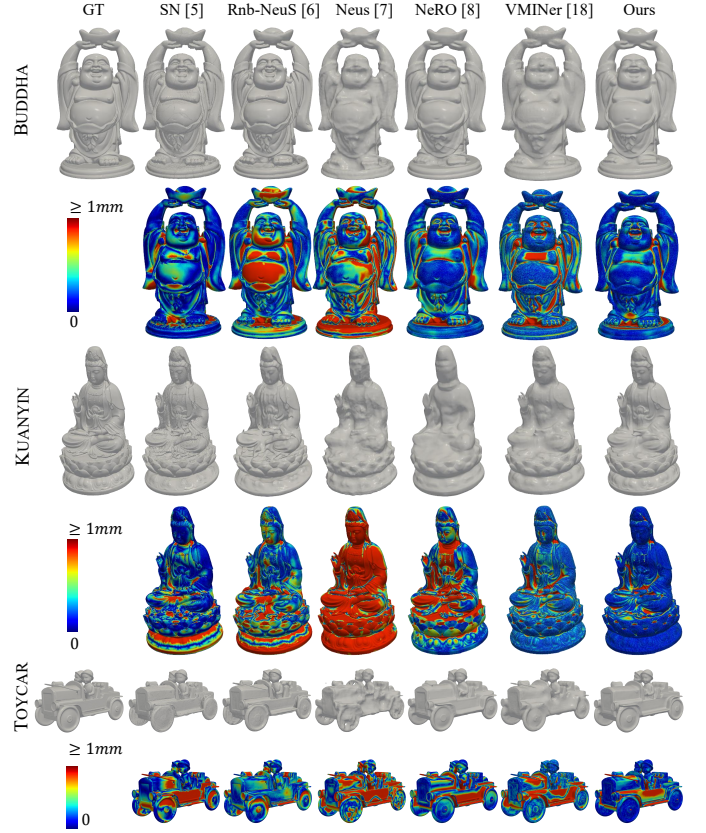 GT SN [5] Rnb-NeuS [6] Neus [7] NeRO [8] VMINer [18] Ours
BUDDHA
≥ 1mm
0
KUANYIN
≥ 1mm
0
TOYCAR
≥ 1mm
0